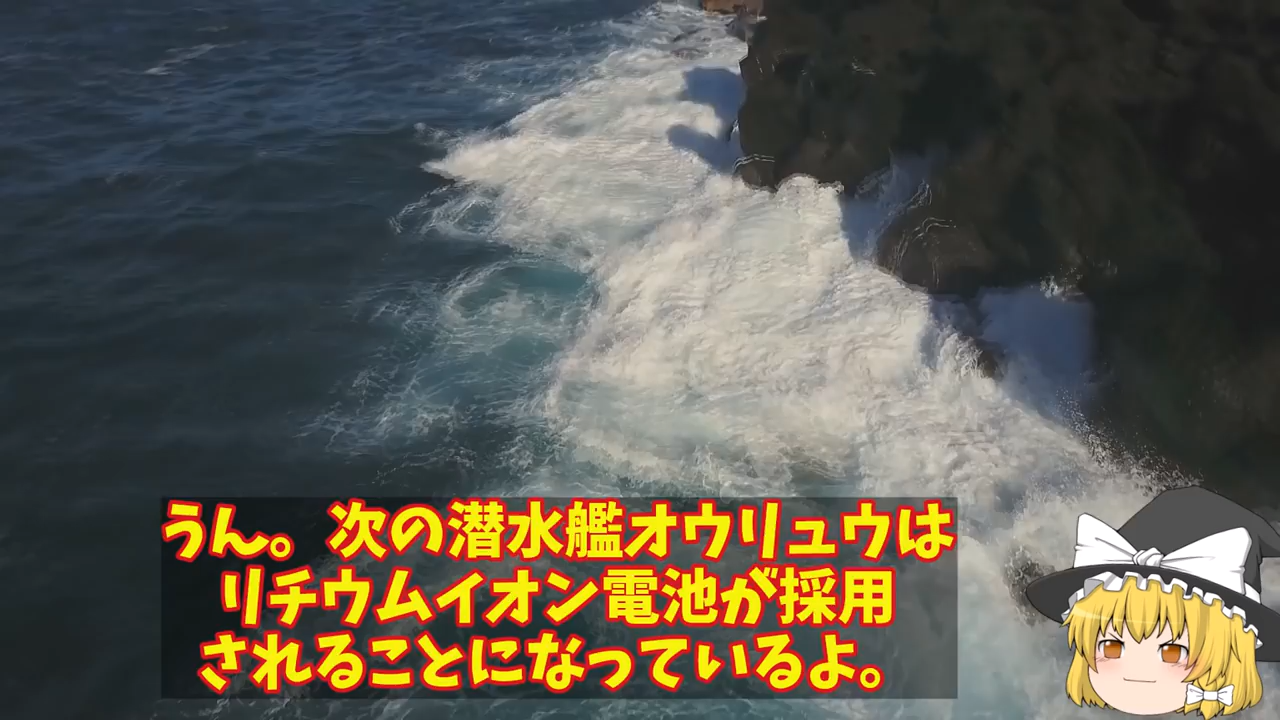 うん。次の潜水艦オウリュウは
リチウムイオン電池が採用
されることになっているよ。